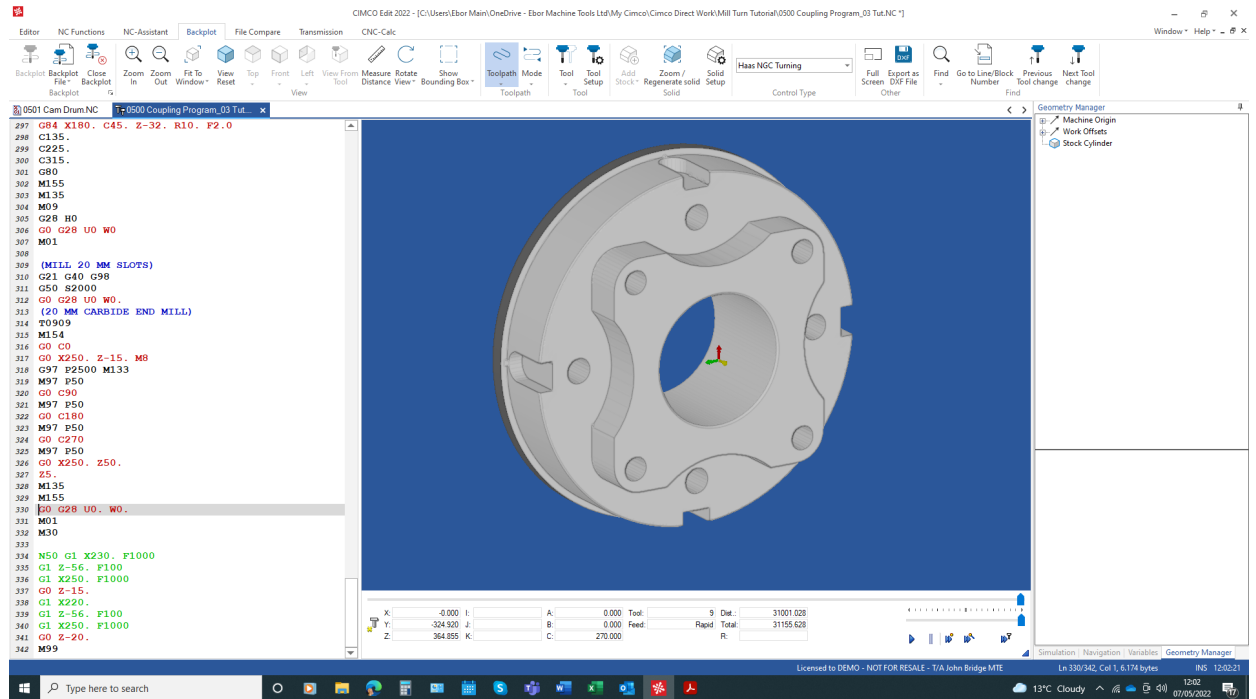 CIMCO Edit 2022 - [C:\Users\Ebor Main\OneDrive - Ebor Machine Tools Ltd\My Cimco\Cimco Direct Work\Mill Turn Tutorial\0500 Coupling Program_03 Tut.NC *]
Editor NC Functions NC-Assistant Backplot File Compare Transmission CNC-Calc Window Help
Backplot Backplot File Close Backplot Zoom In Zoom Out Fit To Window View Reset Top Front Left View From Tool Measure Distance Rotate View Show Bounding Box Toolpath Mode Tool Tool Setup Add Stock Zoom / Regenerate solid Solid Setup Haas NGC Turning Full Screen Export as DXF File Find Go to Line/Block Number Previous Tool change Next Tool change
Backplot View Toolpath Tool Solid Control Type Other Find
0501 Cam Drum.NC 0500 Coupling Program_03 Tut... x
Geometry Manager
Machine Origin
Work Offsets
Stock Cylinder
297 G84 X180. C45. Z-32. R10. F2.0
298 C135.
299 C225.
300 C315.
301 G80
302 M155
303 M135
304 M09
305 G28 H0
306 G0 G28 U0 W0
307 M01
308
309 (MILL 20 MM SLOTS)
310 G21 G40 G98
311 G50 S2000
312 G0 G28 U0 W0.
313 (20 MM CARBIDE END MILL)
314 T0909
315 M154
316 G0 C0
317 G0 X250. Z-15. M8
318 G97 P2500 M133
319 M97 P50
320 G0 C90
321 M97 P50
322 G0 C180
323 M97 P50
324 G0 C270
325 M97 P50
326 G0 X250. Z50.
327 Z5.
328 M135
329 M155
330 G0 G28 U0. W0.
331 M01
332 M30
333
334 N50 G1 X230. F1000
335 G1 Z-56. F100
336 G1 X250. F1000
337 G0 Z-15.
338 G1 X220.
339 G1 Z-56. F100
340 G1 X250. F1000
341 G0 Z-20.
342 M99
X: -0.000 I: A: 0.000 Tool: 9 Dist.: 31001.028
Y: -324.920 J: B: 0.000 Feed: Rapid Total: 31155.628
Z: 364.855 K: C: 270.000 R:
Simulation Navigation Variables Geometry Manager
Licensed to DEMO - NOT FOR RESALE - T/A John Bridge MTE Ln 330/342, Col 1, 6.174 bytes INS 12:02:21
Type here to search 13°C Cloudy 12:02
07/05/2022